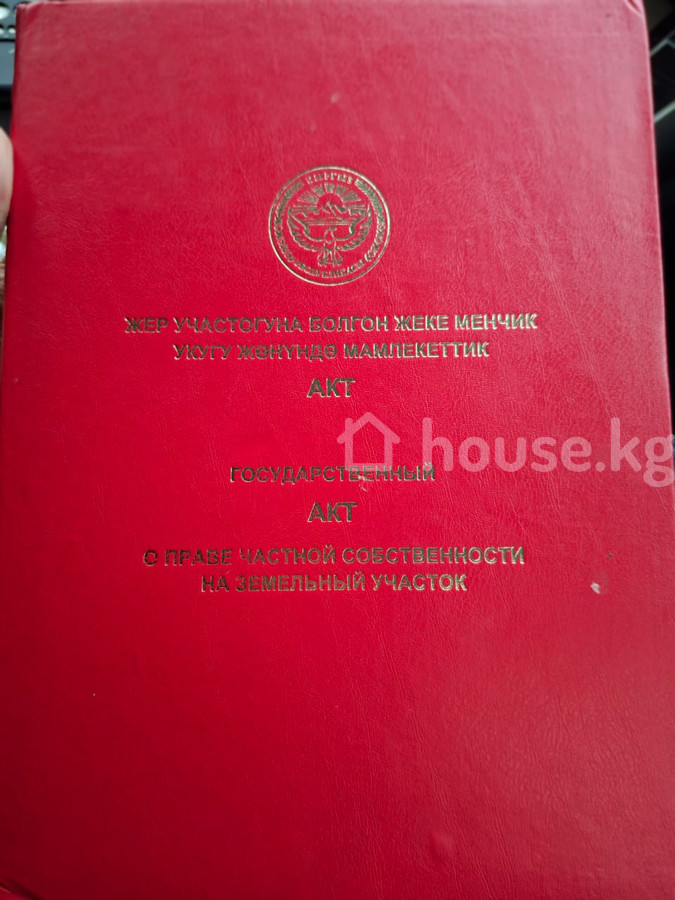 ЖЕР УЧАСТОГУНА БОЛГОН ЖЕКЕ МЕНЧИК
УКУГУ ЖӨНҮНДӨ МАМЛЕКЕТТИК
АКТ
house.kg
ГОСУДАРСТВЕННЫЙ
АКТ
О ПРАВЕ ЧАСТНОЙ СОБСТВЕННОСТИ
НА ЗЕМЕЛЬНЫЙ УЧАСТОК